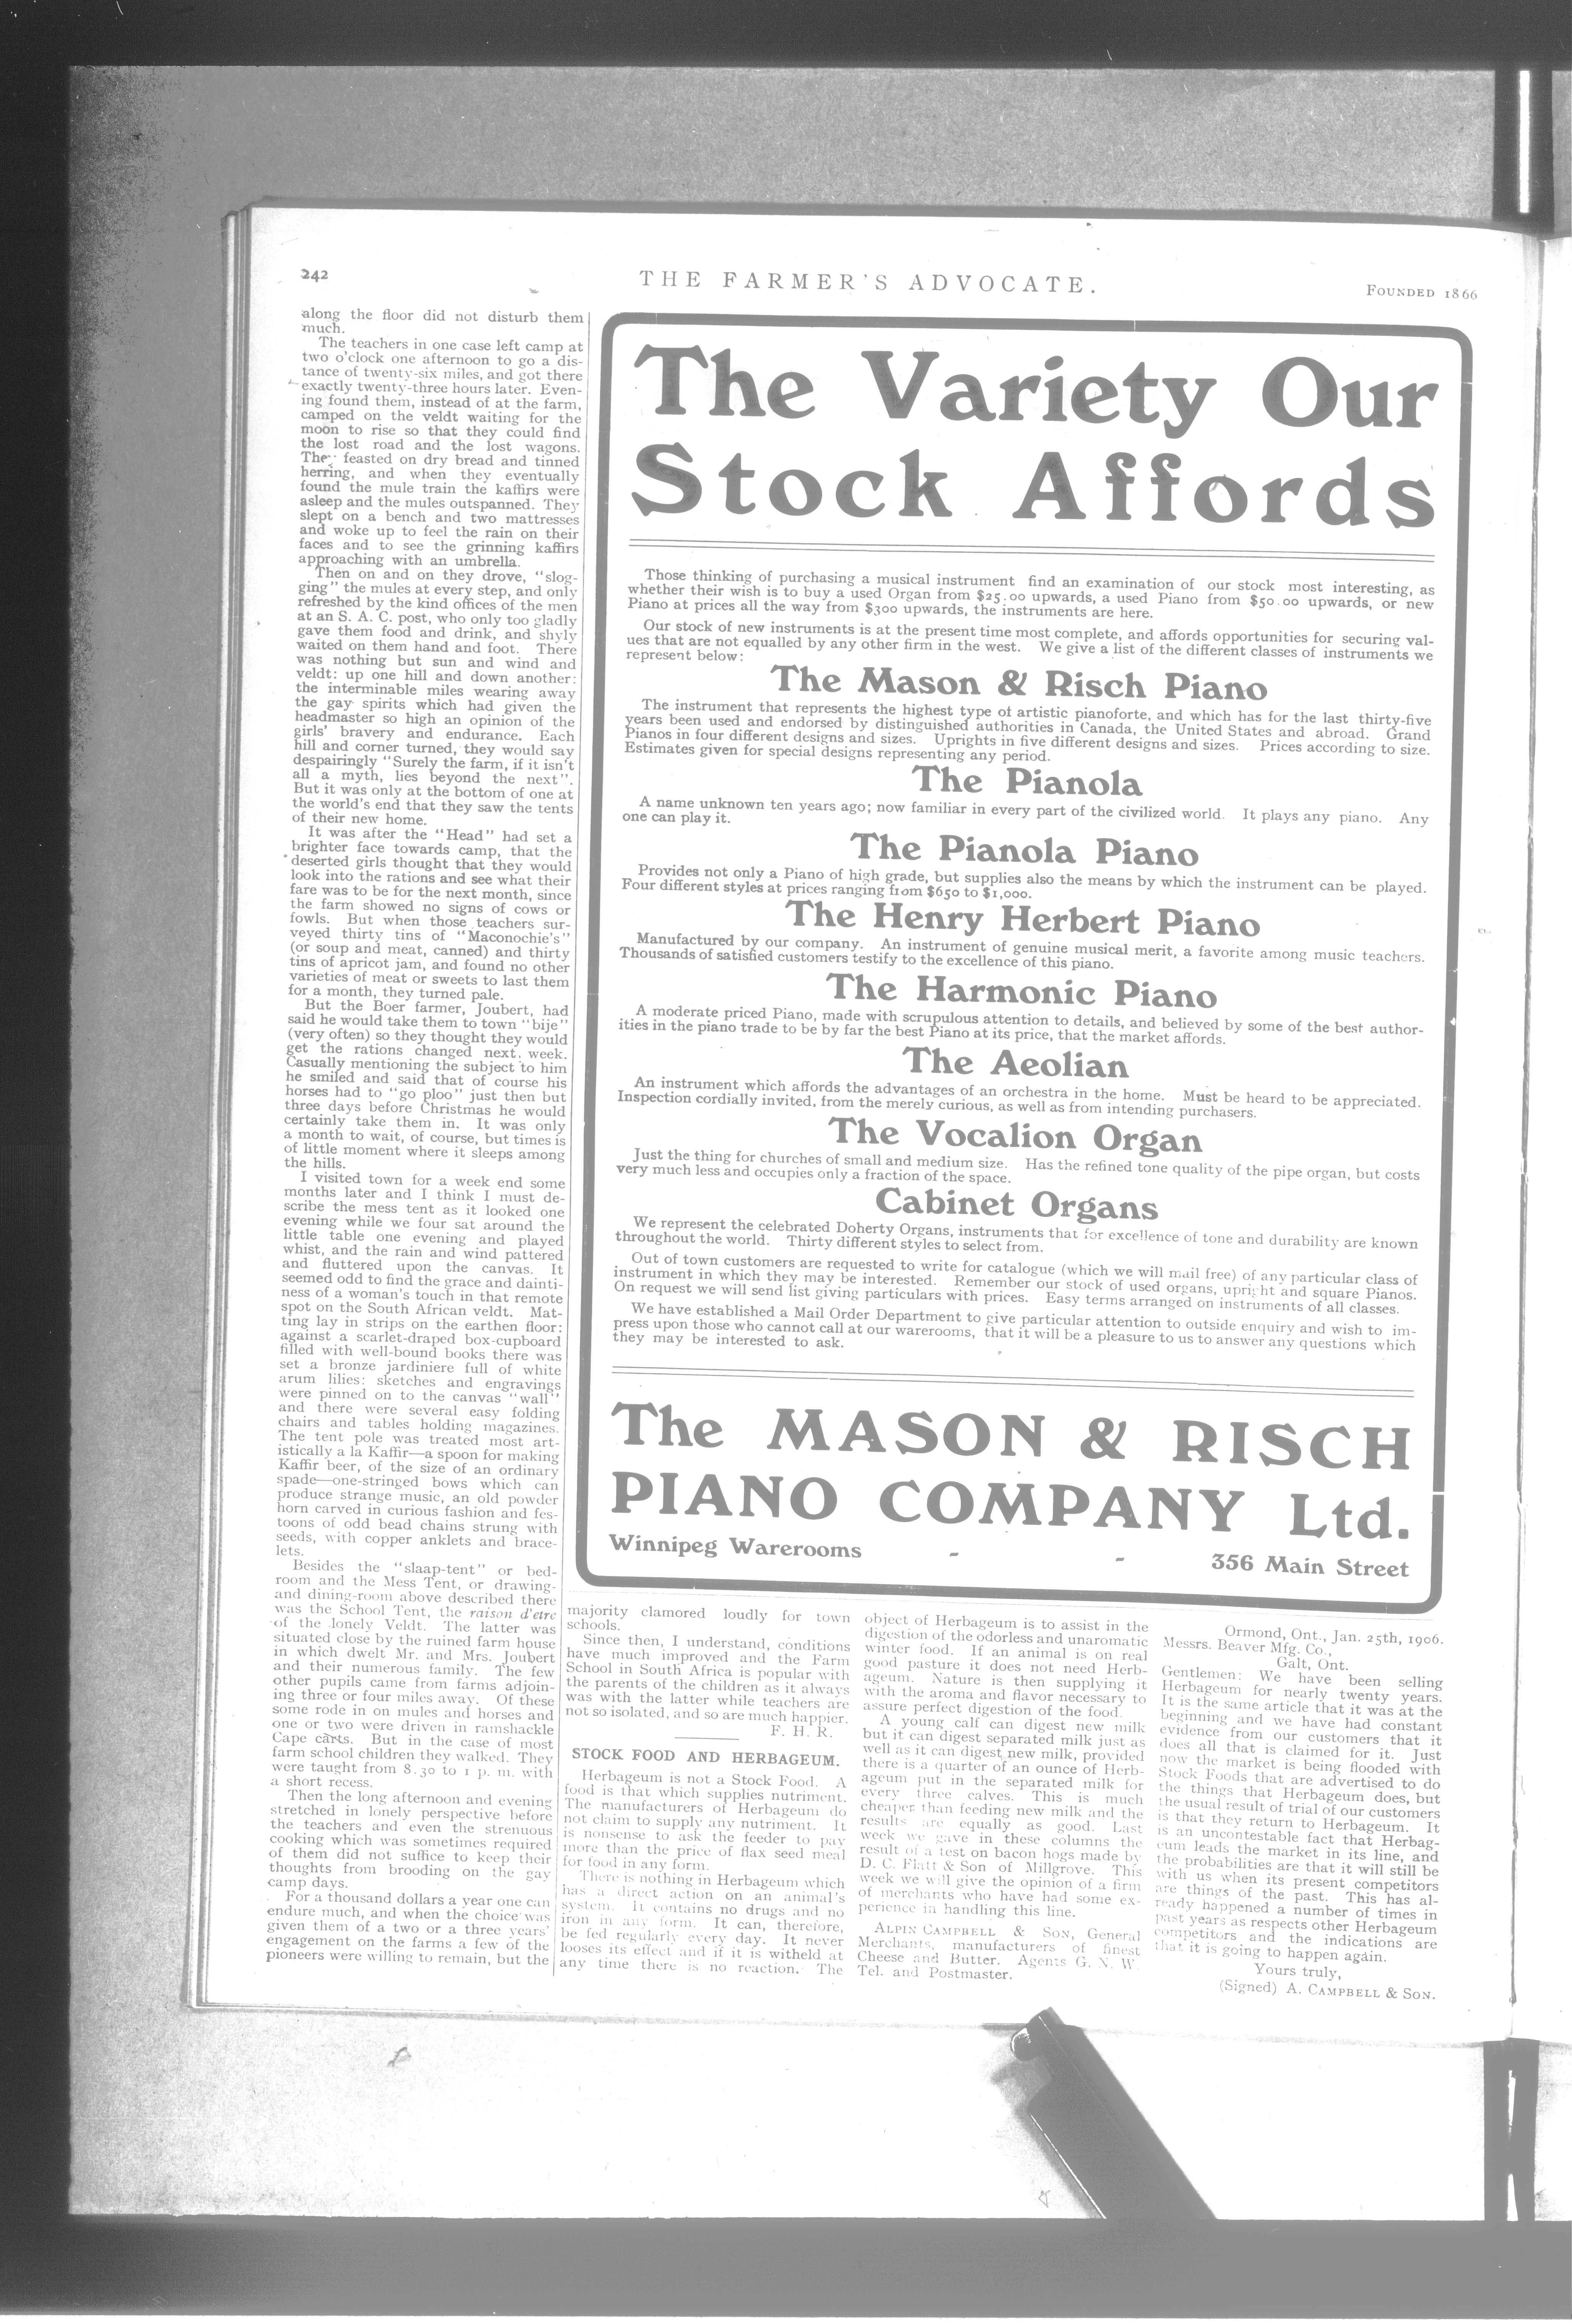 242
THE FARMER'S ADVOCATE.
FOUNDED 1866
along the floor did not disturb them
much.
The teachers in one case left camp at
two o'clock one afternoon to go a dis-
tance of twenty-six miles, and got there
exactly twenty-three hours later. Even-
ing found them, instead of at the farm,
camped on the veldt waiting for the
moon to rise so that they could find
the lost road and the lost wagons.
They feasted on dry bread and tinned
herring, and when they eventually
found the mule train the kaffirs were
asleep and the mules outspanned. They
slept on a bench and two mattresses
and woke up to feel the rain on their
faces and to see the grinning kaffirs
approaching with an umbrella.
Then on and on they drove, "slog-
ging" the mules at every step, and only
refreshed by the kind offices of the men
at an S. A. C. post, who only too gladly
gave them food and drink, and shyly
waited on them hand and foot. There
was nothing but sun and wind and
veldt: up one hill and down another:
the interminable miles wearing away
the gay spirits which had given the
headmaster so high an opinion of the
girls' bravery and endurance. Each
hill and corner turned, they would say
despairingly "Surely the farm, if it isn't
all a myth, lies beyond the next".
But it was only at the bottom of one at
the world's end that they saw the tents
of their new home.
It was after the "Head" had set a
brighter face towards camp, that the
deserted girls thought that they would
look into the rations and see what their
fare was to be for the next month, since
the farm showed no signs of cows or
fowls. But when those teachers sur-
veyed thirty tins of "Maconochie's"
(or soup and meat, canned) and thirty
tins of apricot jam, and found no other
varieties of meat or sweets to last them
for a month, they turned pale.
But the Boer farmer, Joubert, had
said he would take them to town "bije"
(very often) so they thought they would
get the rations changed next week.
Casually mentioning the subject to him
he smiled and said that of course his
horses had to "go ploo" just then but
three days before Christmas he would
certainly take them in. It was only
a month to wait, of course, but times is
of little moment where it sleeps among
the hills.
I visited town for a week end some
months later and I think I must de-
scribe the mess tent as it looked one
evening while we four sat around the
little table one evening and played
whist, and the rain and wind pattered
and fluttered upon the canvas. It
seemed odd to find the grace and dainti-
ness of a woman's touch in that remote
spot on the South African veldt. Mat-
ting lay in strips on the earthen floor:
against a scarlet-draped box-cupboard
filled with well-bound books there was
set a bronze jardiniere full of white
arum lilies: sketches and engravings
were pinned on to the canvas "wall"
and there were several easy folding
chairs and tables holding magazines.
The tent pole was treated most art-
istically a la Kaffir—a spoon for making
Kaffir beer, of the size of an ordinary
spade—one-stringed bows which can
produce strange music, an old powder
horn carved in curious fashion and fes-
toons of odd bead chains strung with
seeds, with copper anklets and brace-
lets.
Besides the "slaap-tent" or bed-
room and the Mess Tent, or drawing-
and dining-room above described there
was the School Tent, the raison d'etre
of the lonely Veldt. The latter was
situated close by the ruined farm house
in which dwelt Mr. and Mrs. Joubert
and their numerous family. The few
other pupils came from farms adjoin-
ing three or four miles away. Of these
some rode in on mules and horses and
one or two were driven in ramshackle
Cape carts. But in the case of most
farm school children they walked. They
were taught from 8.30 to 1 p. m. with
a short recess.
Then the long afternoon and evening
stretched in lonely perspective before
the teachers and even the strenuous
cooking which was sometimes required
of them did not suffice to keep their
thoughts from brooding on the gay
camp days.
For a thousand dollars a year one can
endure much, and when the choice was
given them of a two or a three years'
engagement on the farms a few of the
pioneers were willing to remain, but the
The Variety Our
Stock Affords
Those thinking of purchasing a musical instrument find an examination of our stock most interesting, as
whether their wish is to buy a used Organ from $25.00 upwards, a used Piano from $50.00 upwards, or new
Piano at prices all the way from $300 upwards, the instruments are here.
Our stock of new instruments is at the present time most complete, and affords opportunities for securing val-
ues that are not equalled by any other firm in the west. We give a list of the different classes of instruments we
represent below:
The Mason & Risch Piano
The instrument that represents the highest type of artistic pianoforte, and which has for the last thirty-five
years been used and endorsed by distinguished authorities in Canada, the United States and abroad. Grand
Pianos in four different designs and sizes. Uprights in five different designs and sizes. Prices according to size.
Estimates given for special designs representing any period.
The Pianola
A name unknown ten years ago; now familiar in every part of the civilized world. It plays any piano. Any
one can play it.
The Pianola Piano
Provides not only a Piano of high grade, but supplies also the means by which the instrument can be played.
Four different styles at prices ranging from $650 to $1,000.
The Henry Herbert Piano
Manufactured by our company. An instrument of genuine musical merit, a favorite among music teachers.
Thousands of satisfied customers testify to the excellence of this piano.
The Harmonic Piano
A moderate priced Piano, made with scrupulous attention to details, and believed by some of the best author-
ities in the piano trade to be by far the best Piano at its price, that the market affords.
The Aeolian
An instrument which affords the advantages of an orchestra in the home. Must be heard to be appreciated.
Inspection cordially invited, from the merely curious, as well as from intending purchasers.
The Vocalion Organ
Just the thing for churches of small and medium size. Has the refined tone quality of the pipe organ, but costs
very much less and occupies only a fraction of the space.
Cabinet Organs
We represent the celebrated Doherty Organs, instruments that for excellence of tone and durability are known
throughout the world. Thirty different styles to select from.
Out of town customers are requested to write for catalogue (which we will mail free) of any particular class of
instrument in which they may be interested. Remember our stock of used organs, upright and square Pianos.
On request we will send list giving particulars with prices. Easy terms arranged on instruments of all classes.
We have established a Mail Order Department to give particular attention to outside enquiry and wish to im-
press upon those who cannot call at our warerooms, that it will be a pleasure to us to answer any questions which
they may be interested to ask.
The MASON & RISCH
PIANO COMPANY Ltd.
Winnipeg Warerooms - - 356 Main Street
majority clamored loudly for town
schools.
Since then, I understand, conditions
have much improved and the Farm
School in South Africa is popular with
the parents of the children as it always
was with the latter while teachers are
not so isolated, and so are much happier.
F. H. R.
STOCK FOOD AND HERBAGEUM.
Herbageum is not a Stock Food. A
food is that which supplies nutriment.
The manufacturers of Herbageum do
not claim to supply any nutriment. It
is nonsense to ask the feeder to pay
more than the price of flax seed meal
for food in any form.
There is nothing in Herbageum which
has a direct action on an animal's
system. It contains no drugs and no
iron in any form. It can, therefore,
be fed regularly every day. It never
looses its effect and if it is witheld at
any time there is no reaction. The
object of Herbageum is to assist in the
digestion of the odorless and unaromatic
winter food. If an animal is on real
good pasture it does not need Herb-
ageum. Nature is then supplying it
with the aroma and flavor necessary to
assure perfect digestion of the food.
A young calf can digest new milk
but it can digest separated milk just as
well as it can digest new milk, provided
there is a quarter of an ounce of Herb-
ageum put in the separated milk for
every three calves. This is much
cheaper than feeding new milk and the
results are equally as good. Last
week we gave in these columns the
result of a test on bacon hogs made by
D. C. Flatt & Son of Millgrove. This
week we will give the opinion of a firm
of merchants who have had some ex-
perience in handling this line.
ALPIN CAMPBELL & SON, General
Merchants, manufacturers of finest
Cheese and Butter. Agents G. N. W.
Tel. and Postmaster.
Ormond, Ont., Jan. 25th, 1906.
Messrs. Beaver Mfg. Co.,
Galt, Ont.
Gentlemen: We have been selling
Herbageum for nearly twenty years.
It is the same article that it was at the
beginning and we have had constant
evidence from our customers that it
does all that is claimed for it. Just
now the market is being flooded with
Stock Foods that are advertised to do
the things that Herbageum does, but
the usual result of trial of our customers
is that they return to Herbageum. It
is an uncontestable fact that Herbag-
eum leads the market in its line, and
the probabilities are that it will still be
with us when its present competitors
are things of the past. This has al-
ready happened a number of times in
past years as respects other Herbageum
competitors and the indications are
that it is going to happen again.
Yours truly,
(Signed) A. CAMPBELL & SON.